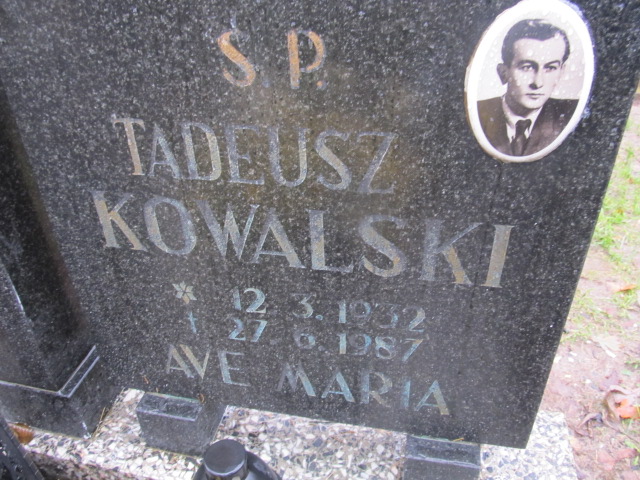 S.P.
TADEUSZ
KOWALSKI
* 12. 3. 1932
† 27. 6. 1987
AVE MARIA